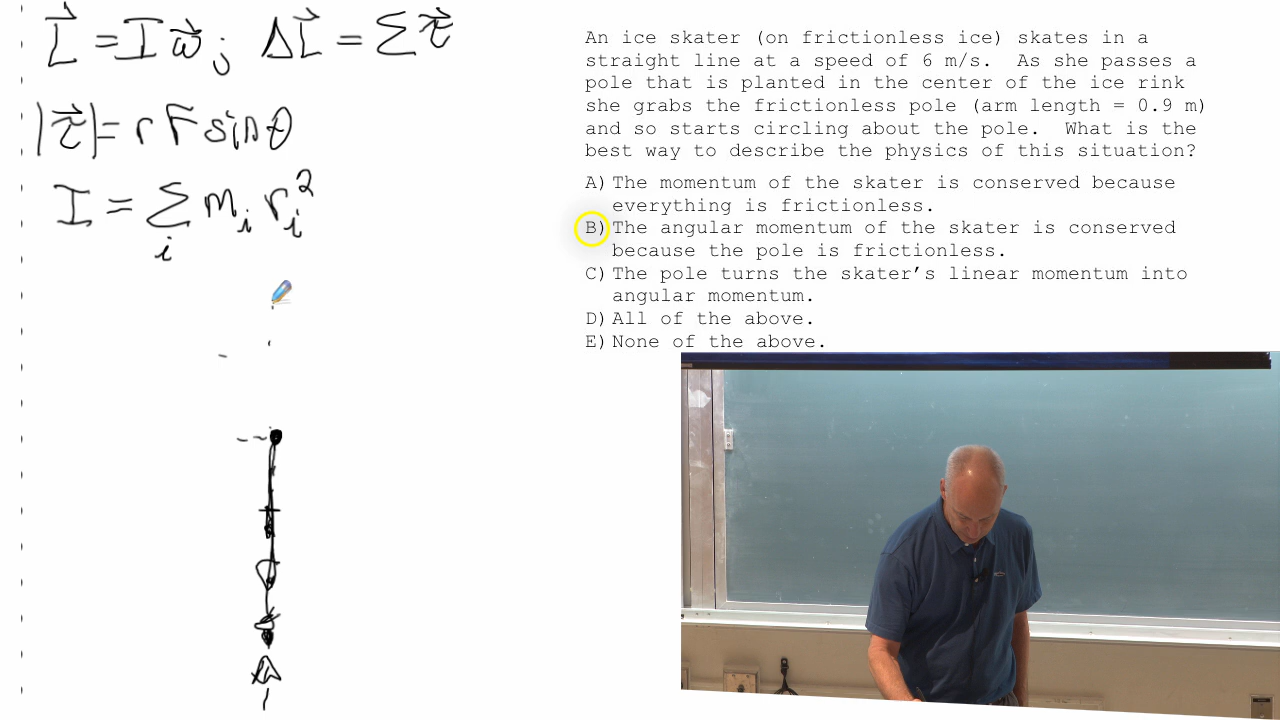 L⃗ = I ω⃗ ; ΔL⃗ = Σ τ⃗
|τ⃗| = r F sin θ
I = Σ_i m_i r_i²
An ice skater (on frictionless ice) skates in a
straight line at a speed of 6 m/s. As she passes a
pole that is planted in the center of the ice rink
she grabs the frictionless pole (arm length = 0.9 m)
and so starts circling about the pole. What is the
best way to describe the physics of this situation?
A) The momentum of the skater is conserved because
everything is frictionless.
B) The angular momentum of the skater is conserved
because the pole is frictionless.
C) The pole turns the skater's linear momentum into
angular momentum.
D) All of the above.
E) None of the above.